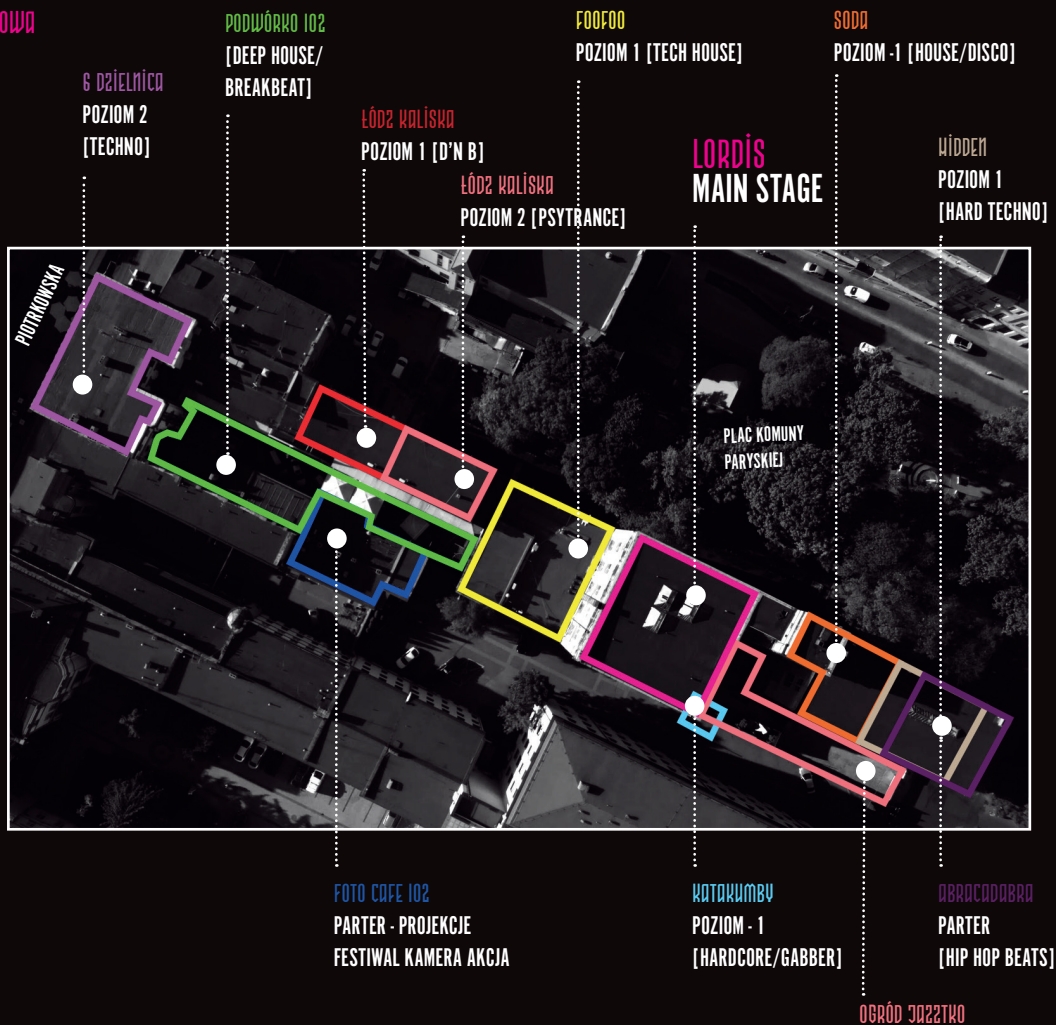 OWA
PODWÓRKO 102
[DEEP HOUSE/
BREAKBEAT]
FOOFOO
POZIOM 1 [TECH HOUSE]
SODA
POZIOM -1 [HOUSE/DISCO]
6 DZIELNICA
POZIOM 2
[TECHNO]
ŁÓDZ KALISKA
POZIOM 1 [D'N B]
ŁÓDZ KALISKA
POZIOM 2 [PSYTRANCE]
LORDIS
MAIN STAGE
HIDDEN
POZIOM 1
[HARD TECHNO]
PIOTRKOWSKA
PLAC KOMUNY
PARYSKIEJ
FOTO CAFE 102
PARTER - PROJEKCJE
FESTIWAL KAMERA AKCJA
KATAKUMBY
POZIOM - 1
[HARDCORE/GABBER]
ABRACADABRA
PARTER
[HIP HOP BEATS]
OGRÓD JAZZTKO